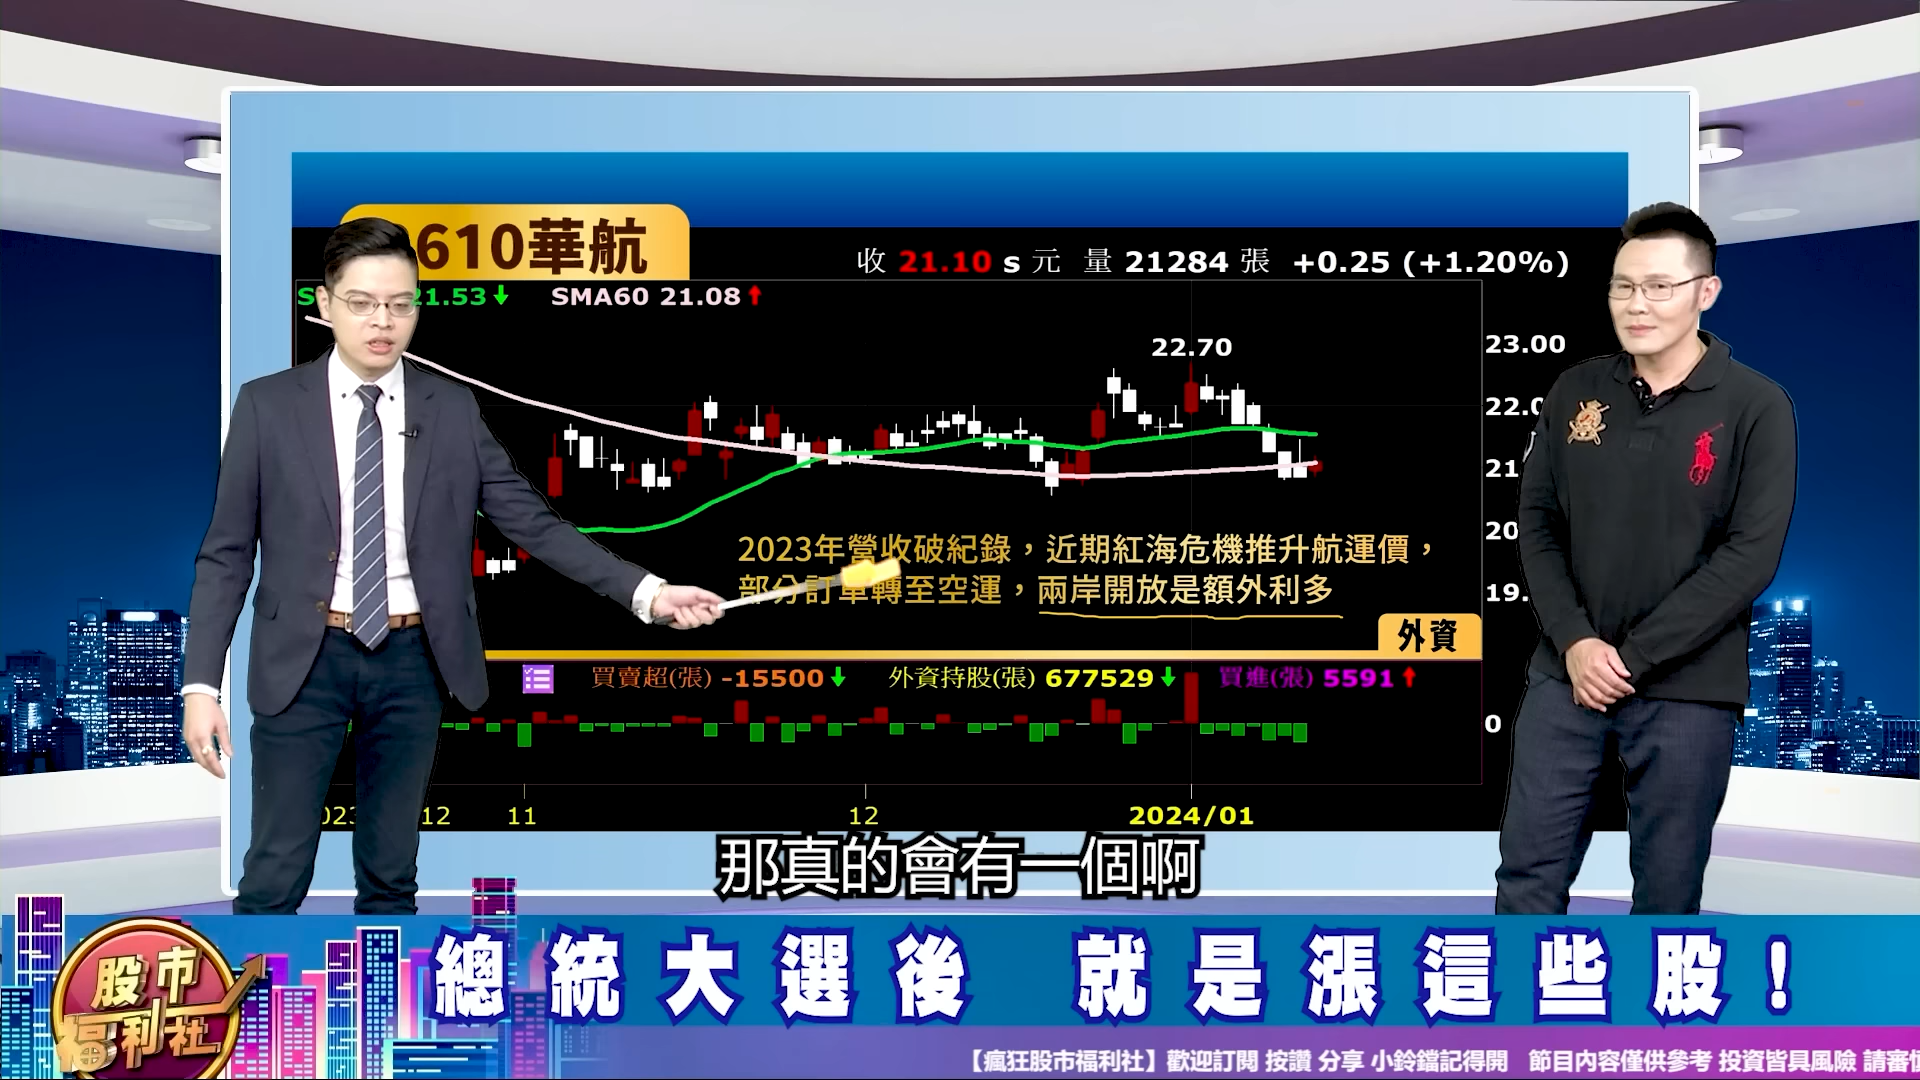 610華航
收 21.10 s 元 量 21284 張 +0.25 (+1.20%)
21.53↓ SMA60 21.08↑
22.70
23.00
22.0
21
20
19.
2023年營收破紀錄，近期紅海危機推升航運價，
部分訂單轉至空運，兩岸開放是額外利多
外資
買賣超(張) -15500↓ 外資持股(張) 677529↓ 買進(張) 5591↑
0
12 11 12 2024/01
那真的會有一個啊
總統大選後 就是漲這些股！
股市
福利社
【瘋狂股市福利社】歡迎訂閱 按讚 分享 小鈴鐺記得開 節目內容僅供參考 投資皆具風險 請審